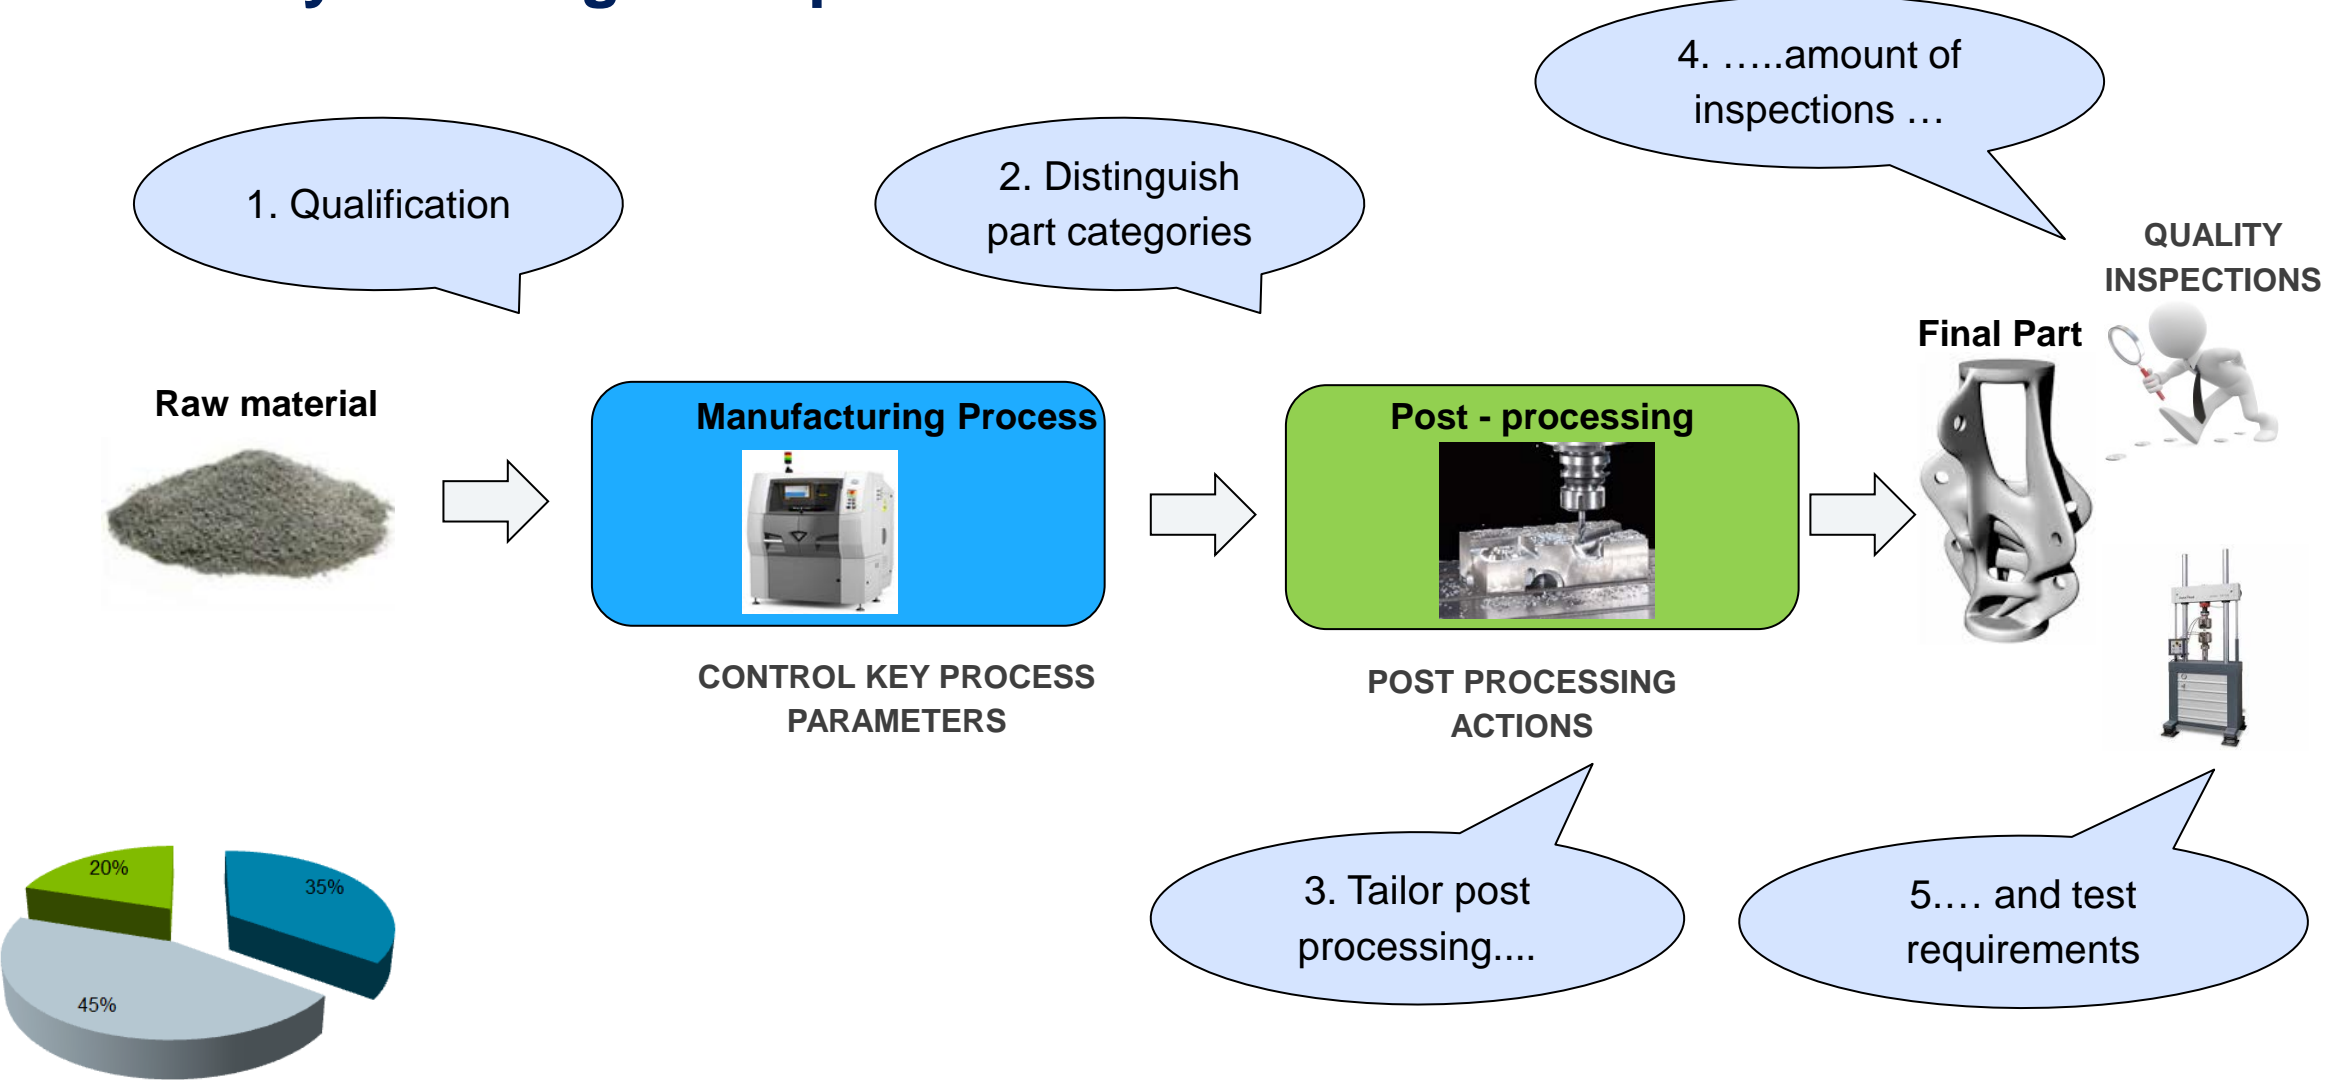 4. …..amount of
inspections …
1. Qualification
2. Distinguish
part categories
QUALITY
INSPECTIONS
Final Part
Raw material
Manufacturing Process
Post - processing
CONTROL KEY PROCESS
PARAMETERS
POST PROCESSING
ACTIONS
20%
35%
45%
3. Tailor post
processing....
5.… and test
requirements